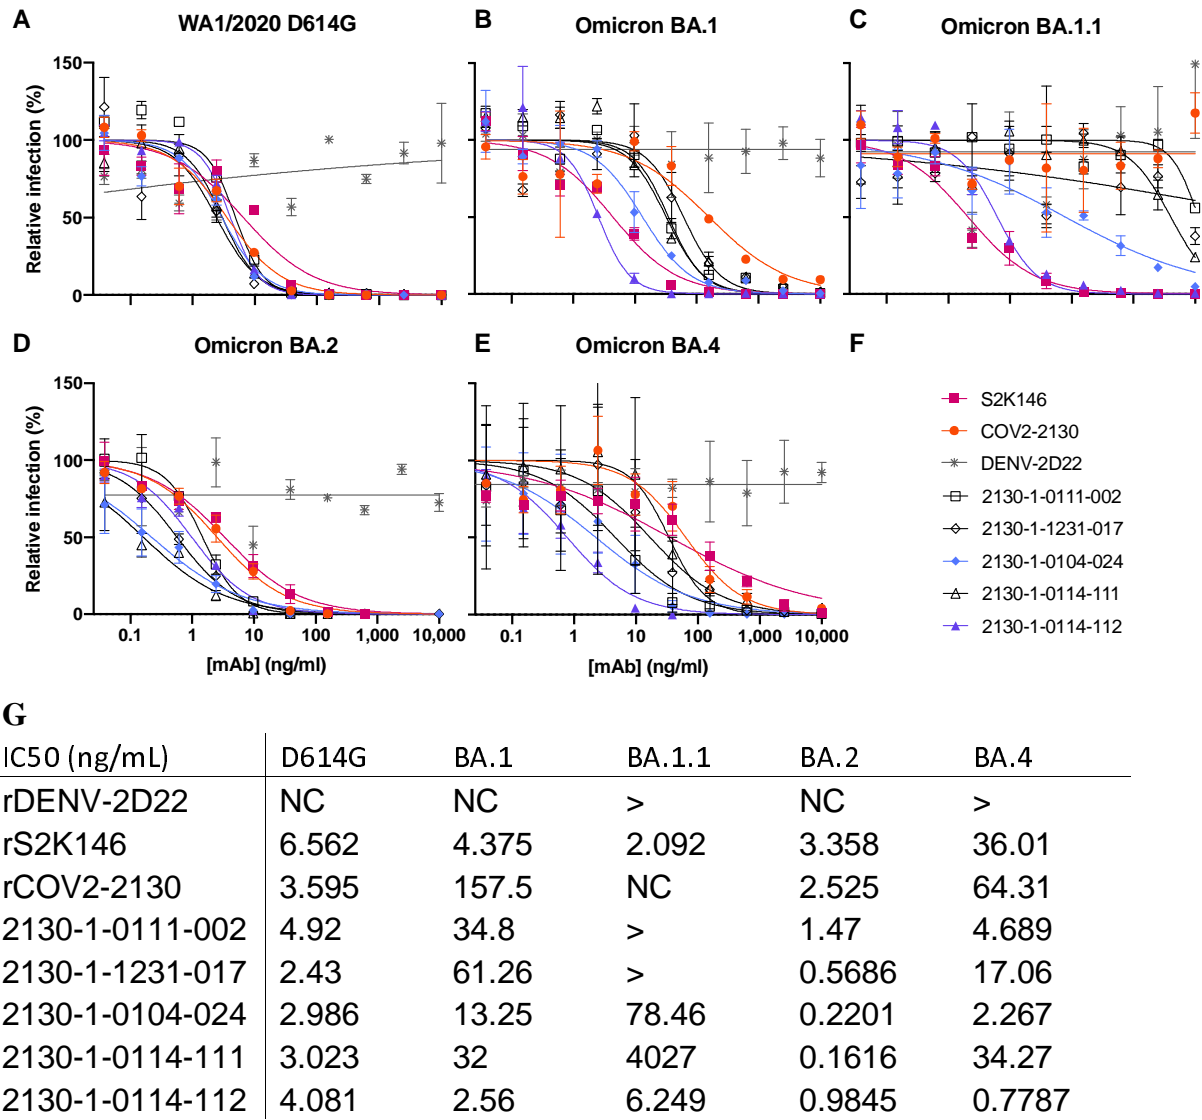 A
WA1/2020 D614G
B
Omicron BA.1
C
Omicron BA.1.1
Relative infection (%)
150
100
50
0
D
Omicron BA.2
E
Omicron BA.4
F
Relative infection (%)
150
100
50
0
0.1 1 10 100 1,000 10,000
[mAb] (ng/ml)
0.1 1 10 100 1,000 10,000
[mAb] (ng/ml)
S2K146
COV2-2130
DENV-2D22
2130-1-0111-002
2130-1-1231-017
2130-1-0104-024
2130-1-0114-111
2130-1-0114-112
G
IC50 (ng/mL) D614G BA.1 BA.1.1 BA.2 BA.4
rDENV-2D22 NC NC > NC >
rS2K146 6.562 4.375 2.092 3.358 36.01
rCOV2-2130 3.595 157.5 NC 2.525 64.31
2130-1-0111-002 4.92 34.8 > 1.47 4.689
2130-1-1231-017 2.43 61.26 > 0.5686 17.06
2130-1-0104-024 2.986 13.25 78.46 0.2201 2.267
2130-1-0114-111 3.023 32 4027 0.1616 34.27
2130-1-0114-112 4.081 2.56 6.249 0.9845 0.7787